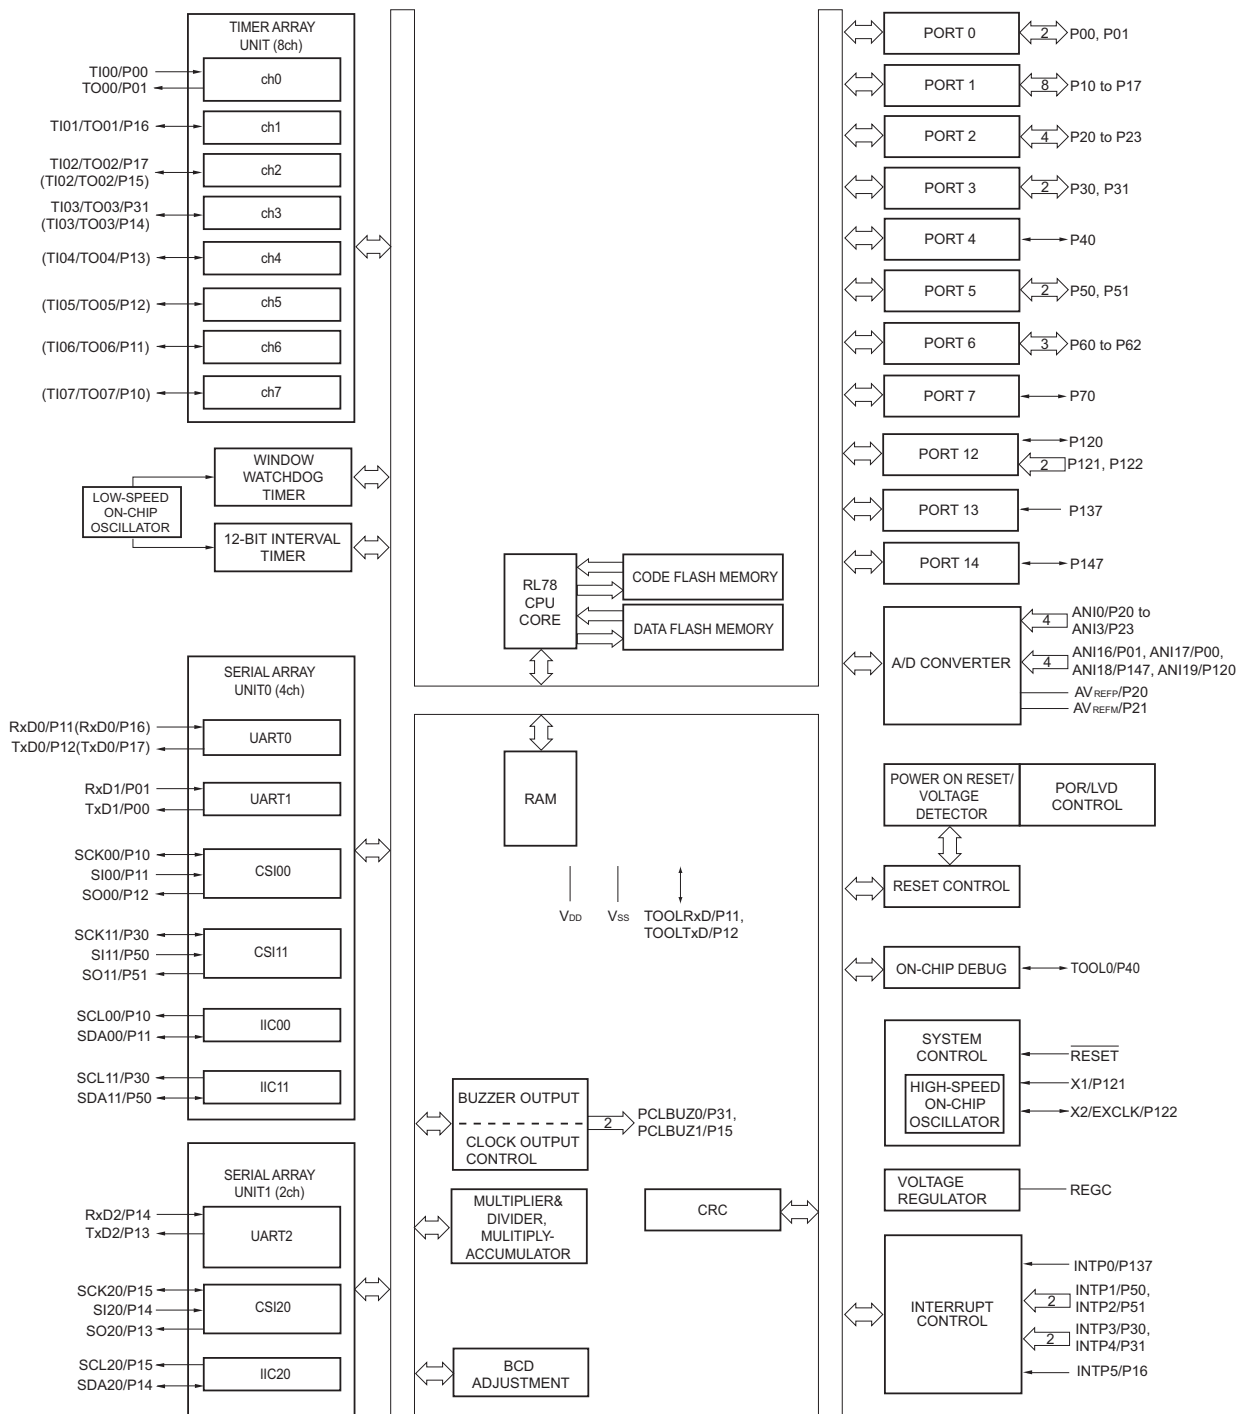 TIMER ARRAY
UNIT (8ch)
TI00/P00
TO00/P01
ch0
TI01/TO01/P16
ch1
TI02/TO02/P17
(TI02/TO02/P15)
ch2
TI03/TO03/P31
(TI03/TO03/P14)
ch3
(TI04/TO04/P13)
ch4
(TI05/TO05/P12)
ch5
(TI06/TO06/P11)
ch6
(TI07/TO07/P10)
ch7
WINDOW
WATCHDOG
TIMER
LOW-SPEED
ON-CHIP
OSCILLATOR
12-BIT INTERVAL
TIMER
SERIAL ARRAY
UNIT0 (4ch)
RxD0/P11(RxD0/P16)
TxD0/P12(TxD0/P17)
UART0
RxD1/P01
TxD1/P00
UART1
SCK00/P10
SI00/P11
SO00/P12
CSI00
SCK11/P30
SI11/P50
SO11/P51
CSI11
SCL00/P10
SDA00/P11
IIC00
SCL11/P30
SDA11/P50
IIC11
SERIAL ARRAY
UNIT1 (2ch)
RxD2/P14
TxD2/P13
UART2
SCK20/P15
SI20/P14
SO20/P13
CSI20
SCL20/P15
SDA20/P14
IIC20
RL78
CPU
CORE
CODE FLASH MEMORY
DATA FLASH MEMORY
RAM
VDD
VSS
TOOLRxD/P11,
TOOLTxD/P12
BUZZER OUTPUT
CLOCK OUTPUT
CONTROL
2
PCLBUZ0/P31,
PCLBUZ1/P15
MULTIPLIER&
DIVIDER,
MULITIPLY-
ACCUMULATOR
CRC
BCD
ADJUSTMENT
PORT 0
2
P00, P01
PORT 1
8
P10 to P17
PORT 2
4
P20 to P23
PORT 3
2
P30, P31
PORT 4
P40
PORT 5
2
P50, P51
PORT 6
3
P60 to P62
PORT 7
P70
PORT 12
P120
2
P121, P122
PORT 13
P137
PORT 14
P147
A/D CONVERTER
4
ANI0/P20 to
ANI3/P23
4
ANI16/P01, ANI17/P00,
ANI18/P147, ANI19/P120
AVREFP/P20
AVREFM/P21
POWER ON RESET/
VOLTAGE
DETECTOR
POR/LVD
CONTROL
RESET CONTROL
ON-CHIP DEBUG
TOOL0/P40
SYSTEM
CONTROL
HIGH-SPEED
ON-CHIP
OSCILLATOR
RESET
X1/P121
X2/EXCLK/P122
VOLTAGE
REGULATOR
REGC
INTERRUPT
CONTROL
INTP0/P137
2
INTP1/P50,
INTP2/P51
2
INTP3/P30,
INTP4/P31
INTP5/P16